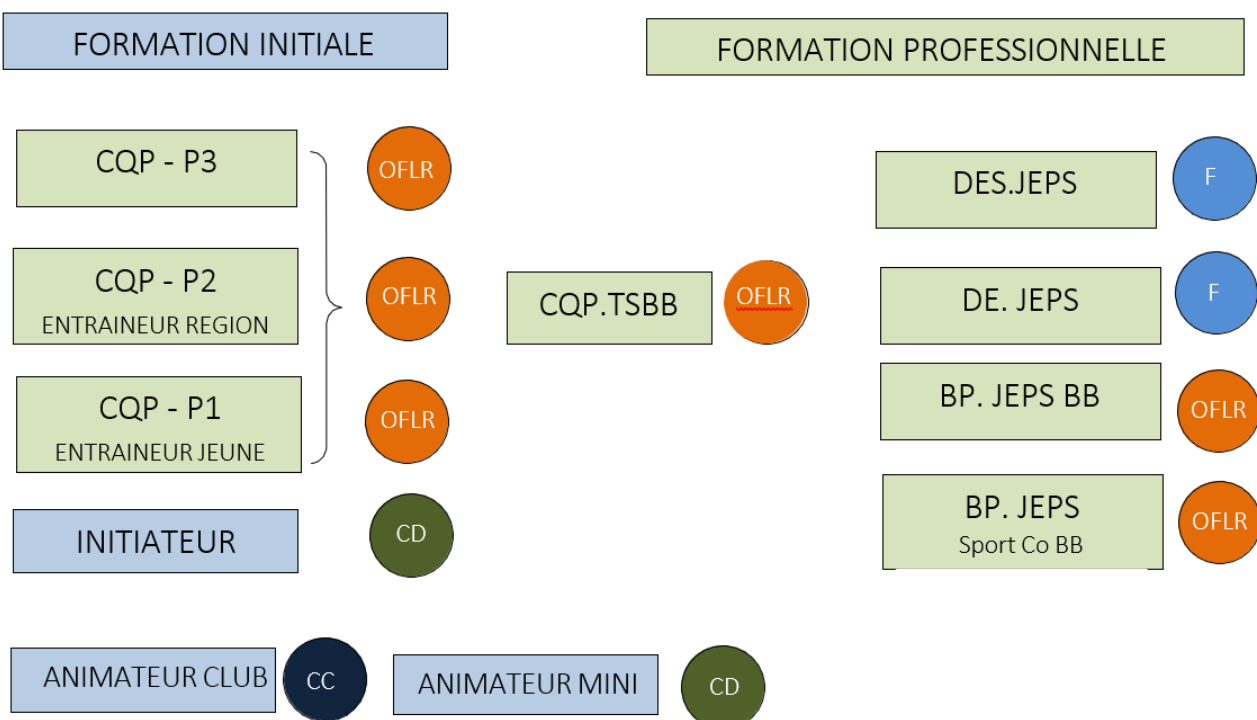 FORMATION INITIALE
FORMATION PROFESSIONNELLE
CQP - P3
OFLR
CQP - P2
ENTRAINEUR REGION
OFLR
CQP - P1
ENTRAINEUR JEUNE
OFLR
INITIATEUR
CD
ANIMATEUR CLUB
CC
ANIMATEUR MINI
CD
CQP.TSBB
OFLR
DES.JEPS
F
DE. JEPS
F
BP. JEPS BB
OFLR
BP. JEPS
Sport Co BB
OFLR